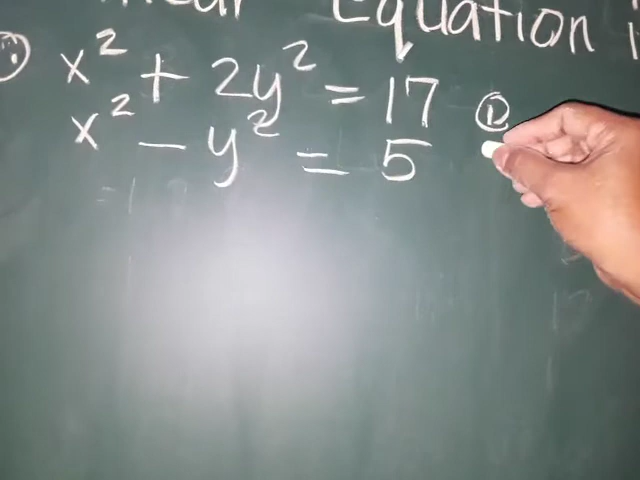 Equation
x² + 2y² = 17 ①
x² - y² = 5